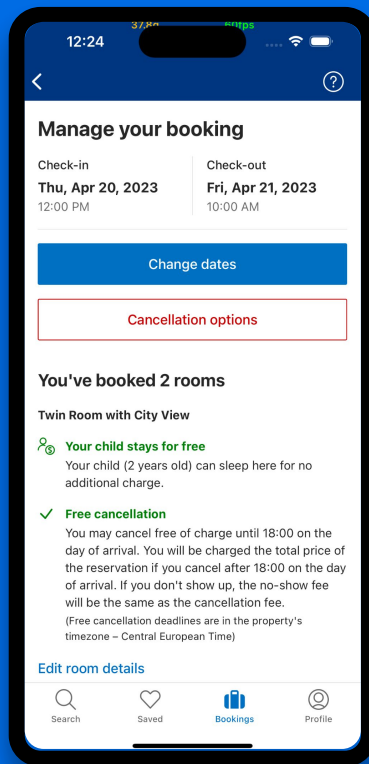 37.8g 60fps
12:24
Manage your booking
Check-in
Thu, Apr 20, 2023
12:00 PM
Check-out
Fri, Apr 21, 2023
10:00 AM
Change dates
Cancellation options
You've booked 2 rooms
Twin Room with City View
Your child stays for free
Your child (2 years old) can sleep here for no
additional charge.
Free cancellation
You may cancel free of charge until 18:00 on the
day of arrival. You will be charged the total price of
the reservation if you cancel after 18:00 on the day
of arrival. If you don't show up, the no-show fee
will be the same as the cancellation fee.
(Free cancellation deadlines are in the property's
timezone – Central European Time)
Edit room details
Search Saved Bookings Profile